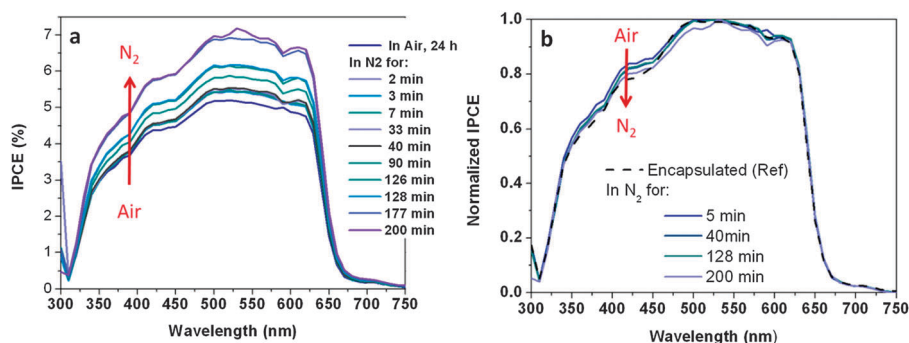 a
N2
Air
In Air, 24 h
In N2 for:
2 min
3 min
7 min
33 min
40 min
90 min
126 min
128 min
177 min
200 min
IPCE (%)
7
6
5
4
3
2
1
0
300 350 400 450 500 550 600 650 700 750
Wavelength (nm)
b
Air
N2
Encapsulated (Ref)
In N2 for:
5 min
40min
128 min
200 min
Normalized IPCE
1.0
0.8
0.6
0.4
0.2
0.0
300 350 400 450 500 550 600 650 700 750
Wavelength (nm)